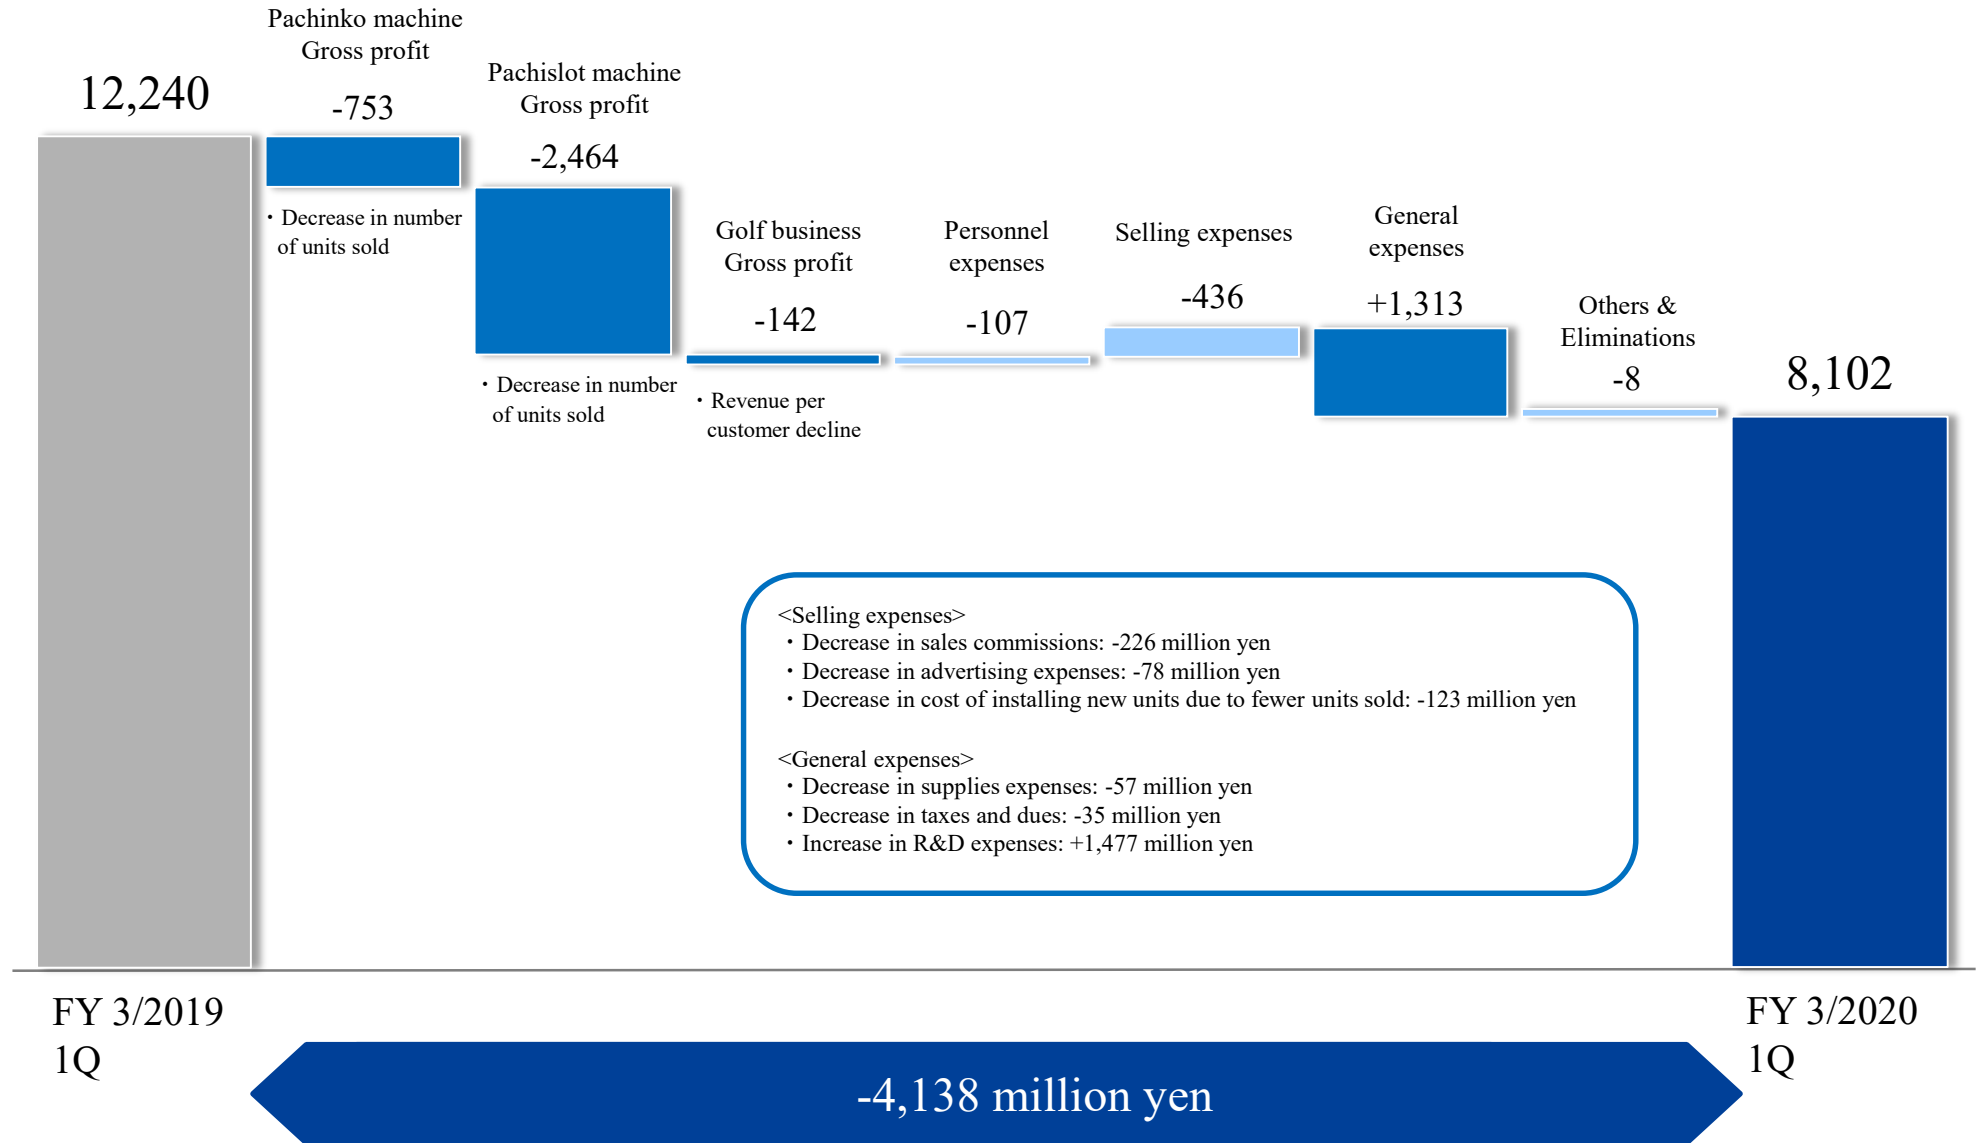 12,240
Pachinko machine
Gross profit
-753
・Decrease in number
of units sold
Pachislot machine
Gross profit
-2,464
・Decrease in number
of units sold
Golf business
Gross profit
-142
・Revenue per
customer decline
Personnel
expenses
-107
Selling expenses
-436
General
expenses
+1,313
Others &
Eliminations
-8
8,102
<Selling expenses>
・Decrease in sales commissions: -226 million yen
・Decrease in advertising expenses: -78 million yen
・Decrease in cost of installing new units due to fewer units sold: -123 million yen
<General expenses>
・Decrease in supplies expenses: -57 million yen
・Decrease in taxes and dues: -35 million yen
・Increase in R&D expenses: +1,477 million yen
FY 3/2019
1Q
FY 3/2020
1Q
-4,138 million yen